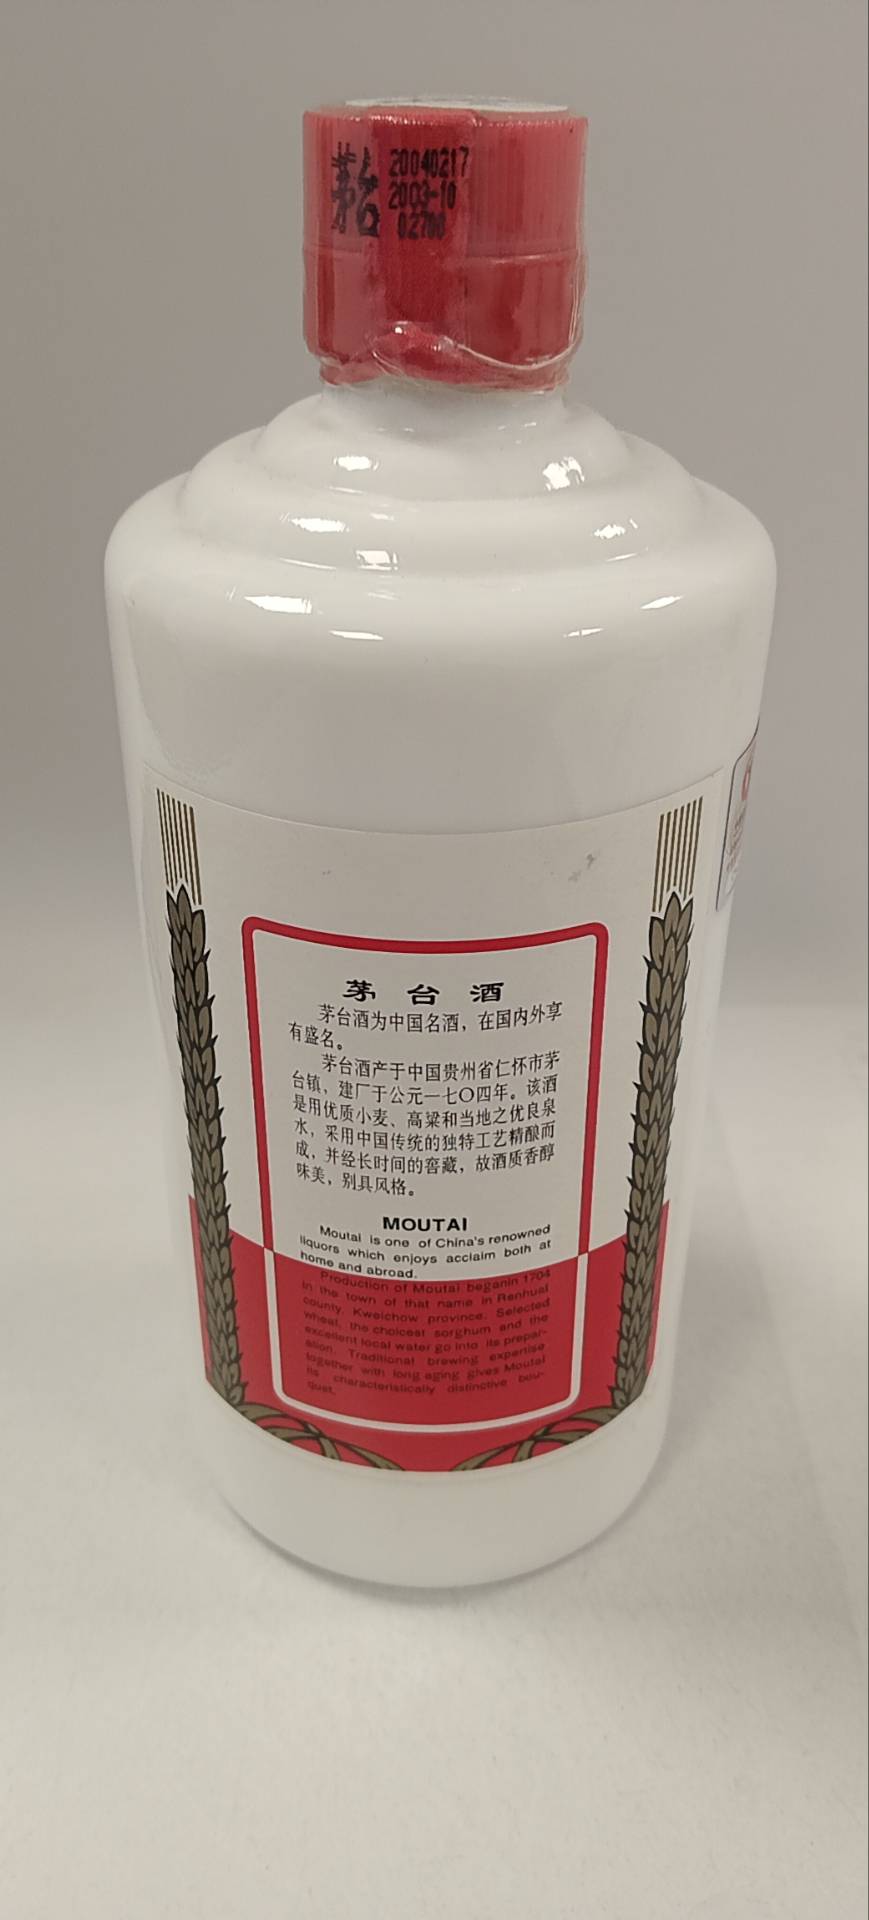 茅台
20040217
2003-10
02700
茅台酒
茅台酒为中国名酒，在国内外享
有盛名。
茅台酒产于中国贵州省仁怀市茅
台镇，建厂于公元一七〇四年。该酒
是用优质小麦、高粱和当地之优良泉
水，采用中国传统的独特工艺精酿而
成，并经长时间的窖藏，故酒质香醇
味美，别具风格。
MOUTAI
Moutai is one of China's renowned
liquors which enjoys acclaim both at
home and abroad.
Production of Moutai beganin 1704
in the town of that name in Renhuai
county, Kweichow province. Selected
wheat, the choicest sorghum and the
excellent local water go into its prepar-
ation. Traditional brewing expertise
together with long aging gives Moutai
its characteristically distinctive bou-
quet.